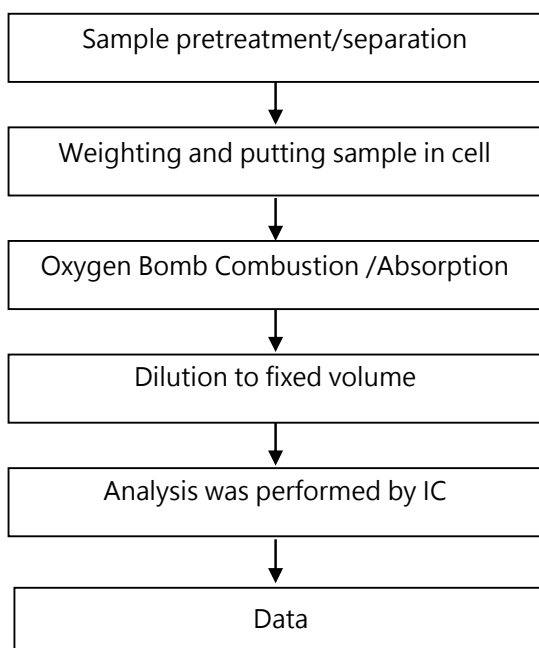 Sample pretreatment/separation
Weighting and putting sample in cell
Oxygen Bomb Combustion /Absorption
Dilution to fixed volume
Analysis was performed by IC
Data